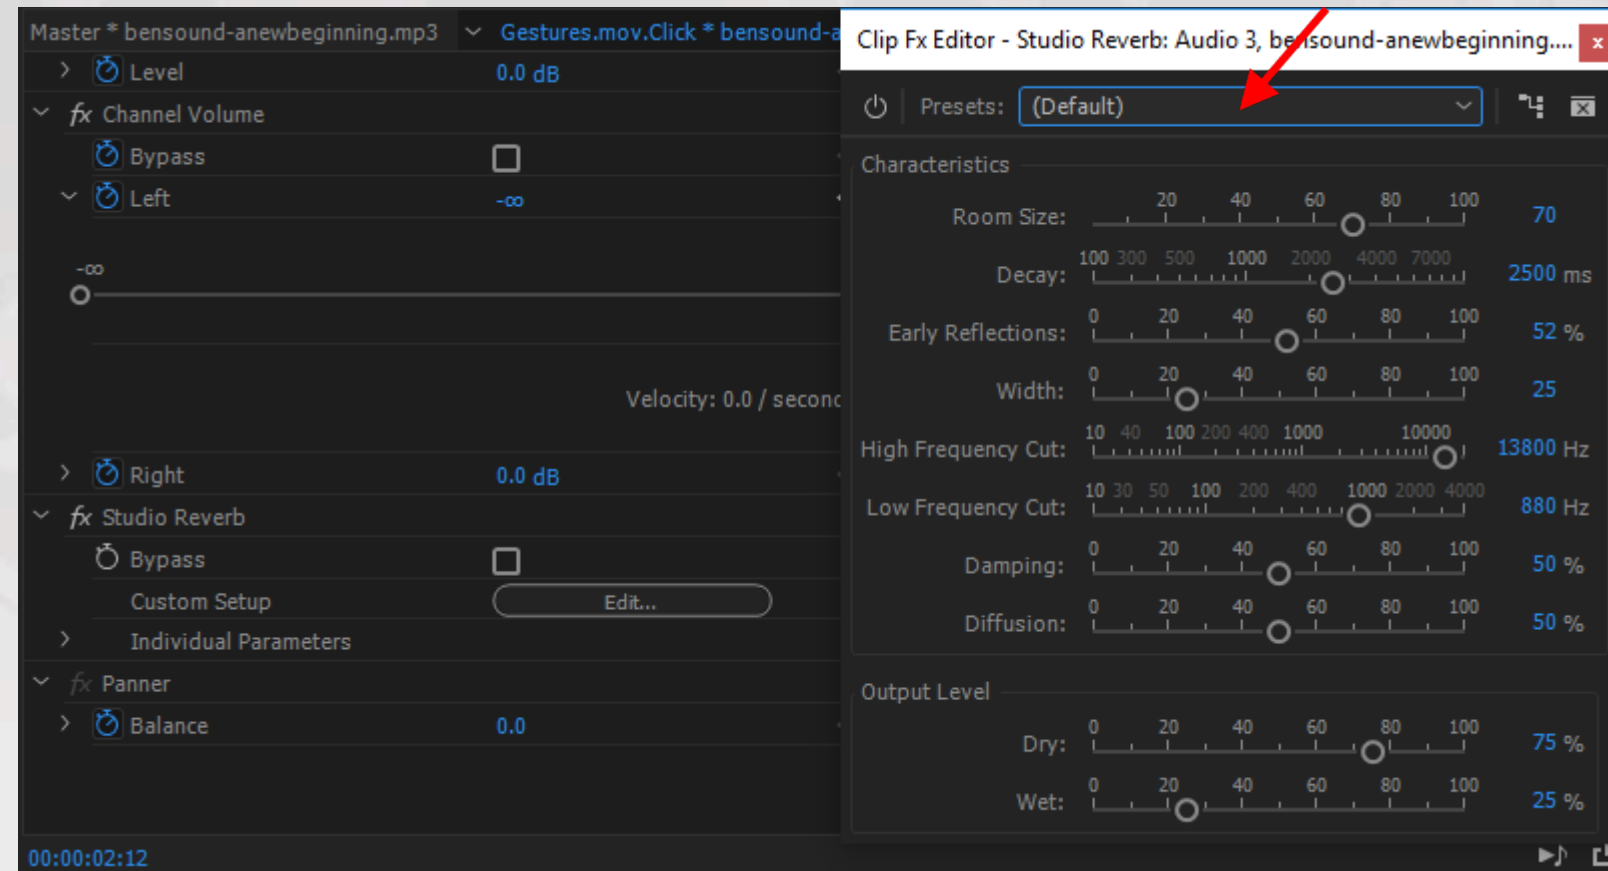 Master * bensound-anewbeginning.mp3 Gestures.mov.Click * bensound-a
Level 0.0 dB
fx Channel Volume
Bypass
Left -∞
-∞
Velocity: 0.0 / second
Right 0.0 dB
fx Studio Reverb
Bypass
Custom Setup Edit...
Individual Parameters
fx Panner
Balance 0.0
00:00:02:12
Clip Fx Editor - Studio Reverb: Audio 3, bensound-anewbeginning.... x
Presets: (Default)
Characteristics
20 40 60 80 100
Room Size: 70
100 300 500 1000 2000 4000 7000
Decay: 2500 ms
0 20 40 60 80 100
Early Reflections: 52 %
0 20 40 60 80 100
Width: 25
10 40 100 200 400 1000 10000
High Frequency Cut: 13800 Hz
10 30 50 100 200 400 1000 2000 4000
Low Frequency Cut: 880 Hz
0 20 40 60 80 100
Damping: 50 %
0 20 40 60 80 100
Diffusion: 50 %
Output Level
0 20 40 60 80 100
Dry: 75 %
0 20 40 60 80 100
Wet: 25 %